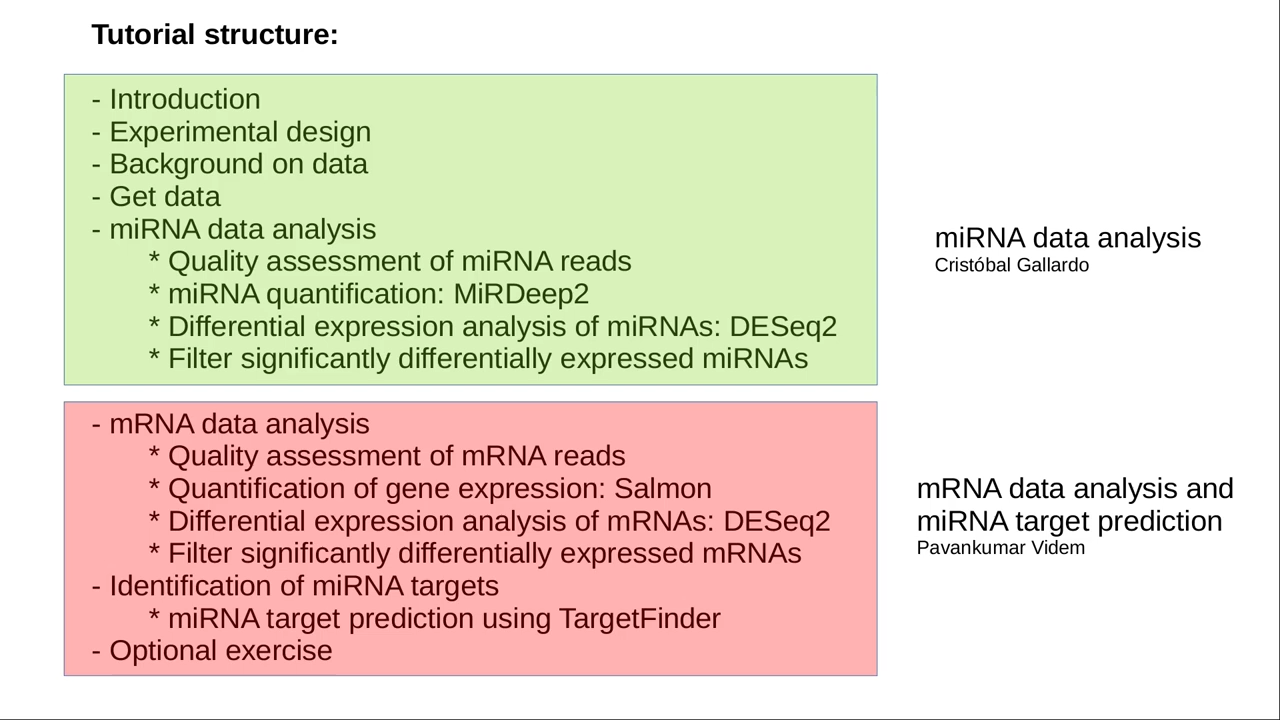 Tutorial structure:
- Introduction
- Experimental design
- Background on data
- Get data
- miRNA data analysis
* Quality assessment of miRNA reads
* miRNA quantification: MiRDeep2
* Differential expression analysis of miRNAs: DESeq2
* Filter significantly differentially expressed miRNAs
miRNA data analysis
Cristóbal Gallardo
- mRNA data analysis
* Quality assessment of mRNA reads
* Quantification of gene expression: Salmon
* Differential expression analysis of mRNAs: DESeq2
* Filter significantly differentially expressed mRNAs
- Identification of miRNA targets
* miRNA target prediction using TargetFinder
- Optional exercise
mRNA data analysis and
miRNA target prediction
Pavankumar Videm